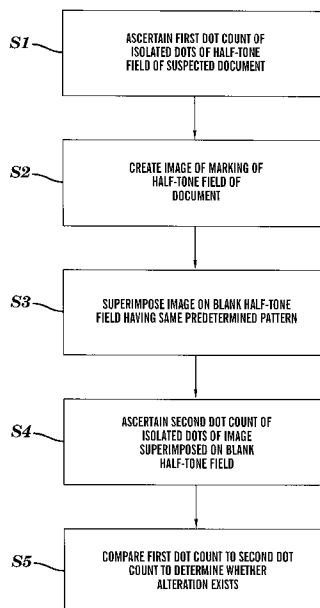 S1
ASCERTAIN FIRST DOT COUNT OF
ISOLATED DOTS OF HALF-TONE
FIELD OF SUSPECTED DOCUMENT
S2
CREATE IMAGE OF MARKING OF
HALF-TONE FIELD OF
DOCUMENT
S3
SUPERIMPOSE IMAGE ON BLANK HALF-TONE
FIELD HAVING SAME PREDETERMINED PATTERN
S4
ASCERTAIN SECOND DOT COUNT OF
ISOLATED DOTS OF IMAGE
SUPERIMPOSED ON BLANK
HALF-TONE FIELD
S5
COMPARE FIRST DOT COUNT TO SECOND DOT
COUNT TO DETERMINE WHETHER
ALTERATION EXISTS